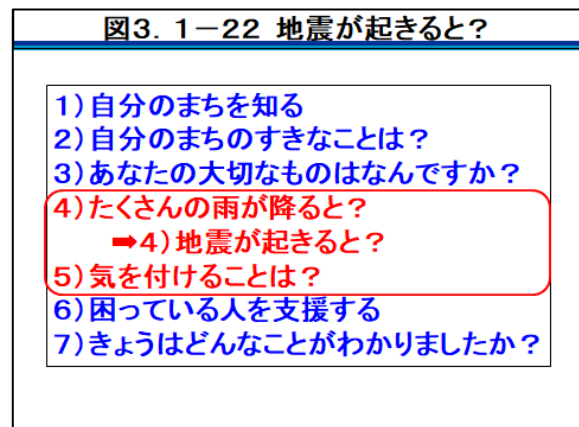 図3.1-22 地震が起きると?
1)自分のまちを知る
2)自分のまちのすきなことは?
3)あなたの大切なものはなんですか?
4)たくさんの雨が降ると?
➡4)地震が起きると?
5)気を付けることは?
6)困っている人を支援する
7)きょうはどんなことがわかりましたか?